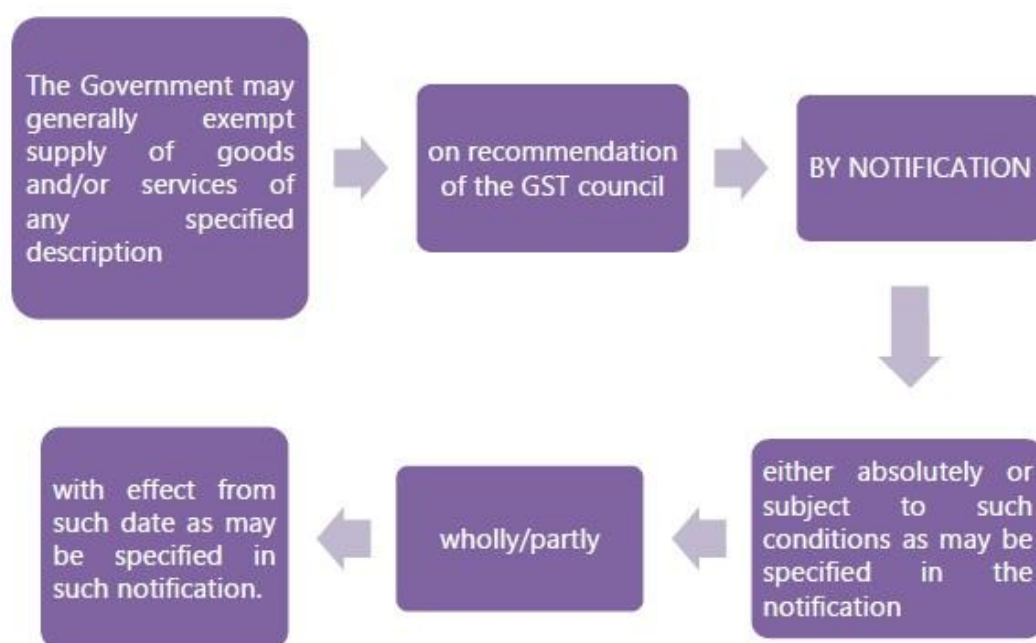 The Government may
generally exempt
supply of goods
and/or services of
any specified
description
on recommendation
of the GST council
BY NOTIFICATION
either absolutely or
subject to such
conditions as may be
specified in the
notification
wholly/partly
with effect from
such date as may
be specified in
such notification.